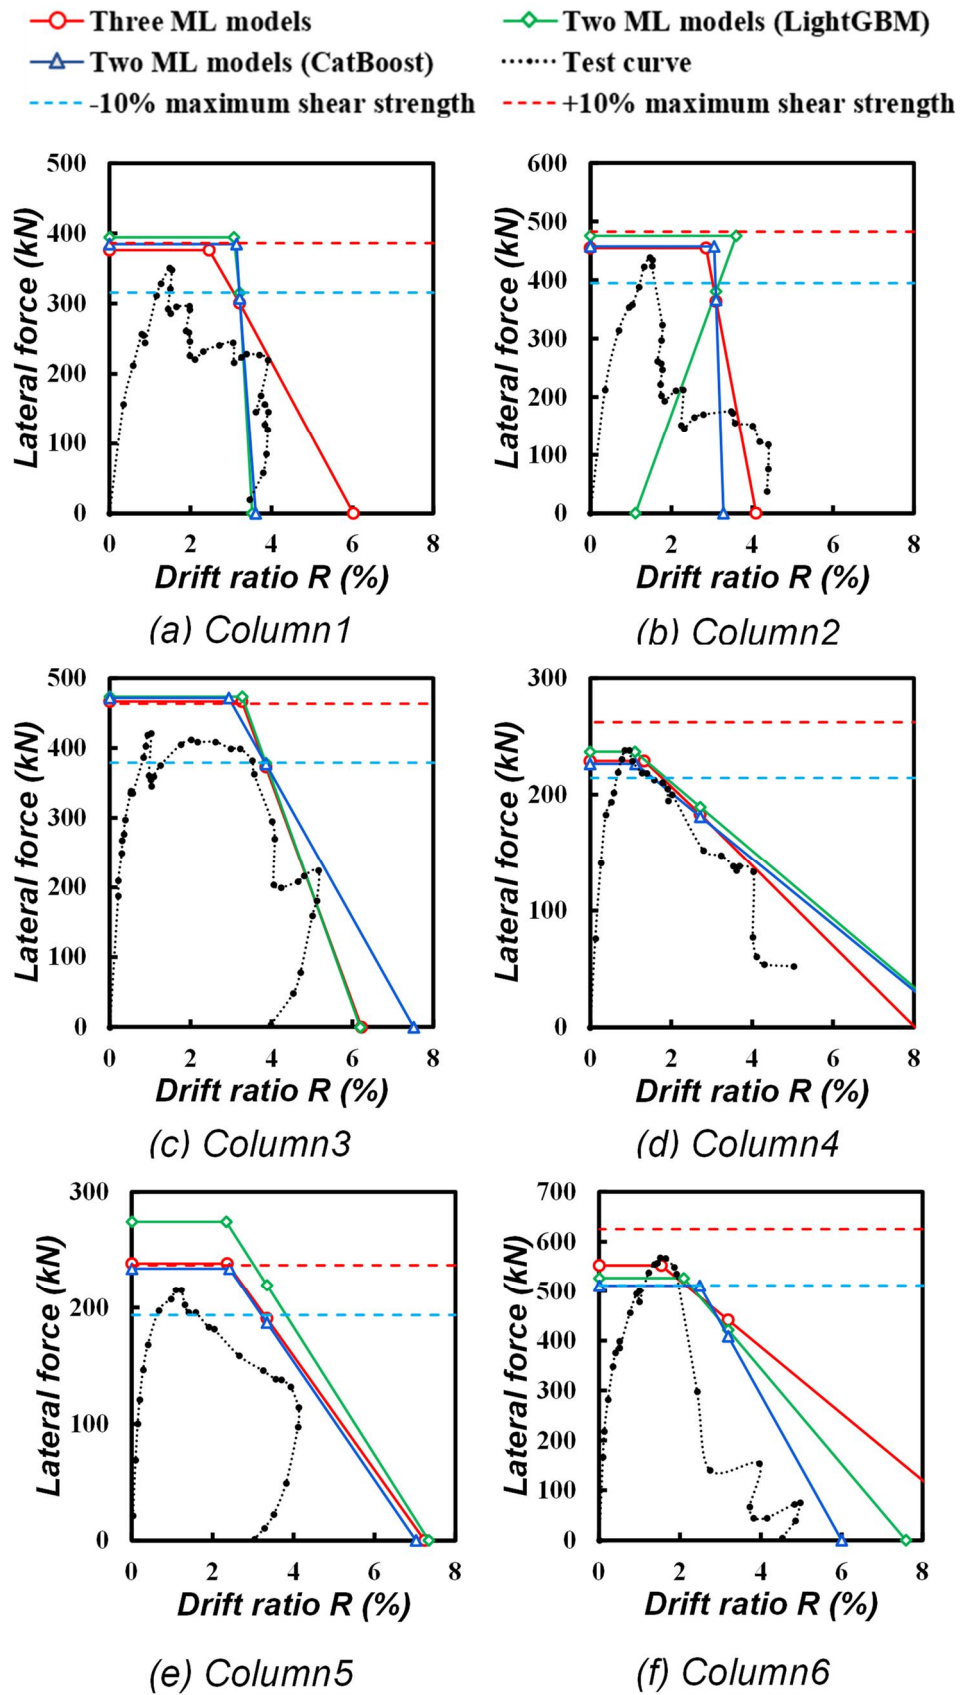 Three ML models
Two ML models (LightGBM)
Two ML models (CatBoost)
Test curve
-10% maximum shear strength
+10% maximum shear strength
500
400
300
200
100
0
0 2 4 6 8
Lateral force (kN)
Drift ratio R (%)
(a) Column1
600
500
400
300
200
100
0
0 2 4 6 8
Lateral force (kN)
Drift ratio R (%)
(b) Column2
500
400
300
200
100
0
0 2 4 6 8
Lateral force (kN)
Drift ratio R (%)
(c) Column3
300
200
100
0
0 2 4 6 8
Lateral force (kN)
Drift ratio R (%)
(d) Column4
300
200
100
0
0 2 4 6 8
Lateral force (kN)
Drift ratio R (%)
(e) Column5
700
600
500
400
300
200
100
0
0 2 4 6 8
Lateral force (kN)
Drift ratio R (%)
(f) Column6